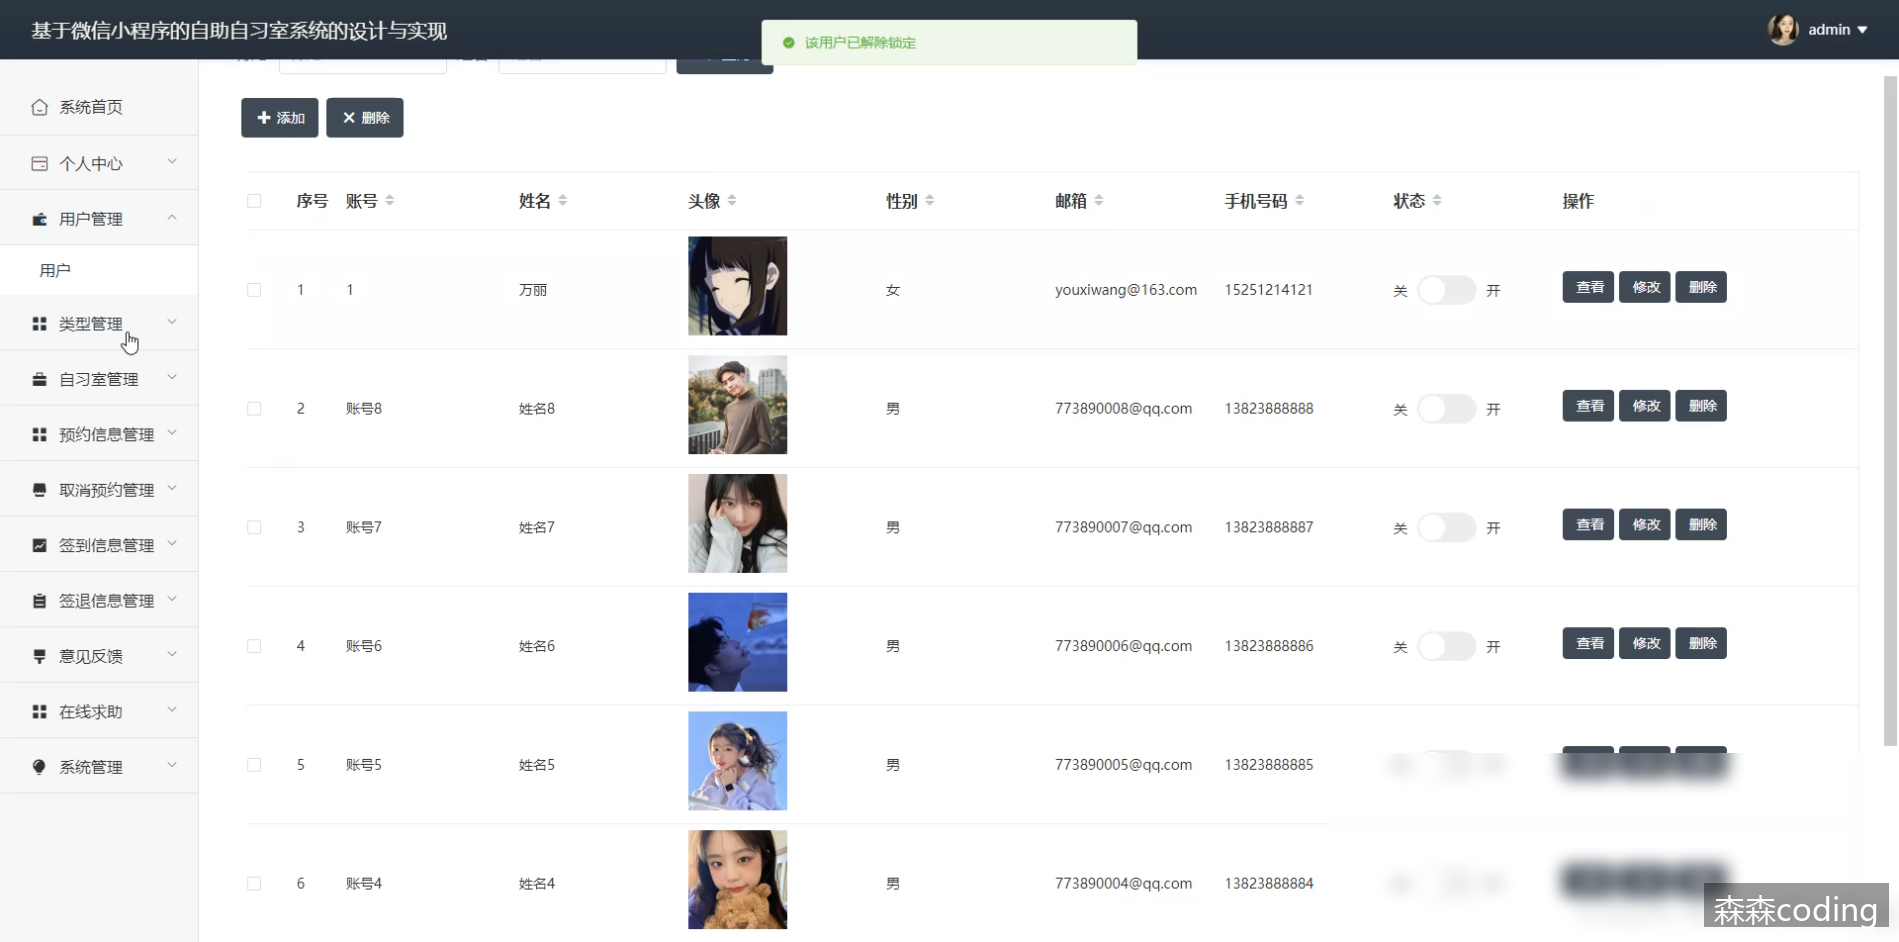 基于微信小程序的自助自习室系统的设计与实现
该用户已解除锁定
admin
系统首页
个人中心
用户管理
用户
类型管理
自习室管理
预约信息管理
取消预约管理
签到信息管理
签退信息管理
意见反馈
在线求助
系统管理
添加 删除
序号 账号 姓名 头像 性别 邮箱 手机号码 状态 操作
1 1 万丽 女 youxiwang@163.com 15251214121 关 开 查看 修改 删除
2 账号8 姓名8 男 773890008@qq.com 13823888888 关 开 查看 修改 删除
3 账号7 姓名7 男 773890007@qq.com 13823888887 关 开 查看 修改 删除
4 账号6 姓名6 男 773890006@qq.com 13823888886 关 开 查看 修改 删除
5 账号5 姓名5 男 773890005@qq.com 13823888885
6 账号4 姓名4 男 773890004@qq.com 13823888884
森森coding